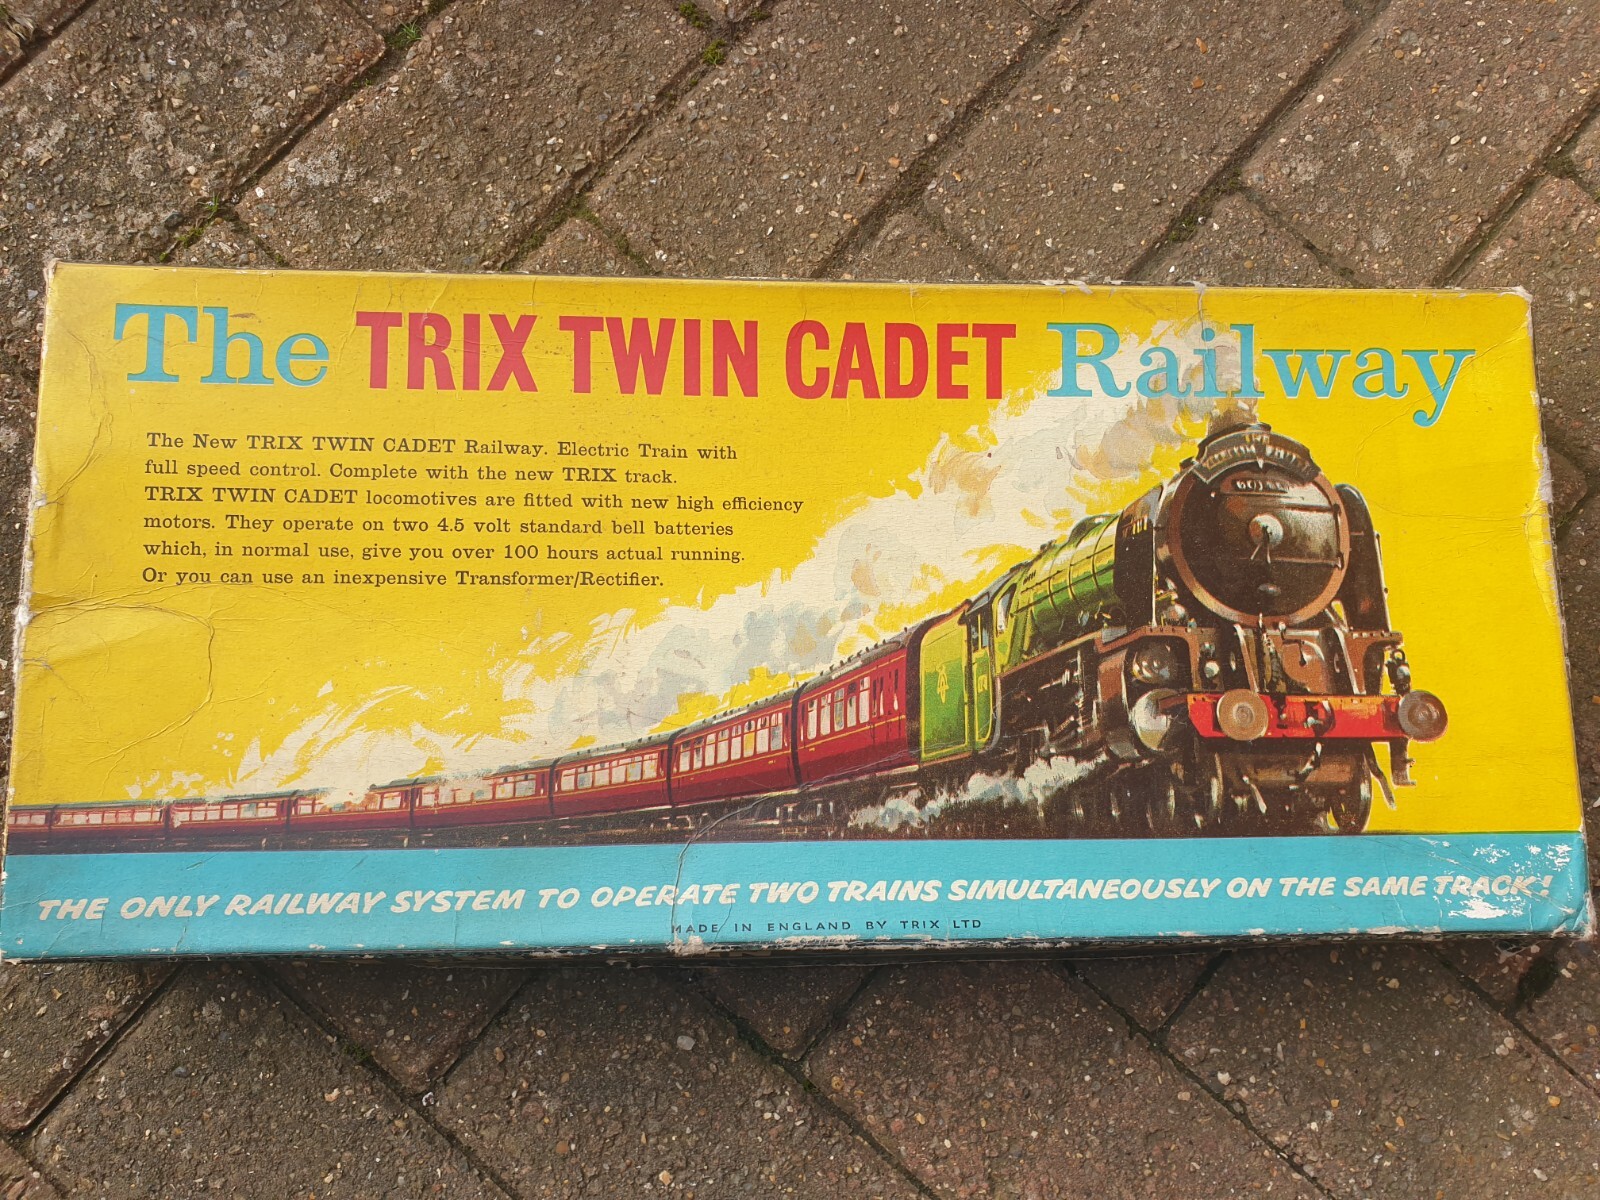 The TRIX TWIN CADET Railway
The New TRIX TWIN CADET Railway. Electric Train with
full speed control. Complete with the new TRIX track.
TRIX TWIN CADET locomotives are fitted with new high efficiency
motors. They operate on two 4.5 volt standard bell batteries
which, in normal use, give you over 100 hours actual running.
Or you can use an inexpensive Transformer/Rectifier.
THE ONLY RAILWAY SYSTEM TO OPERATE TWO TRAINS SIMULTANEOUSLY ON THE SAME TRACK!
MADE IN ENGLAND BY TRIX LTD